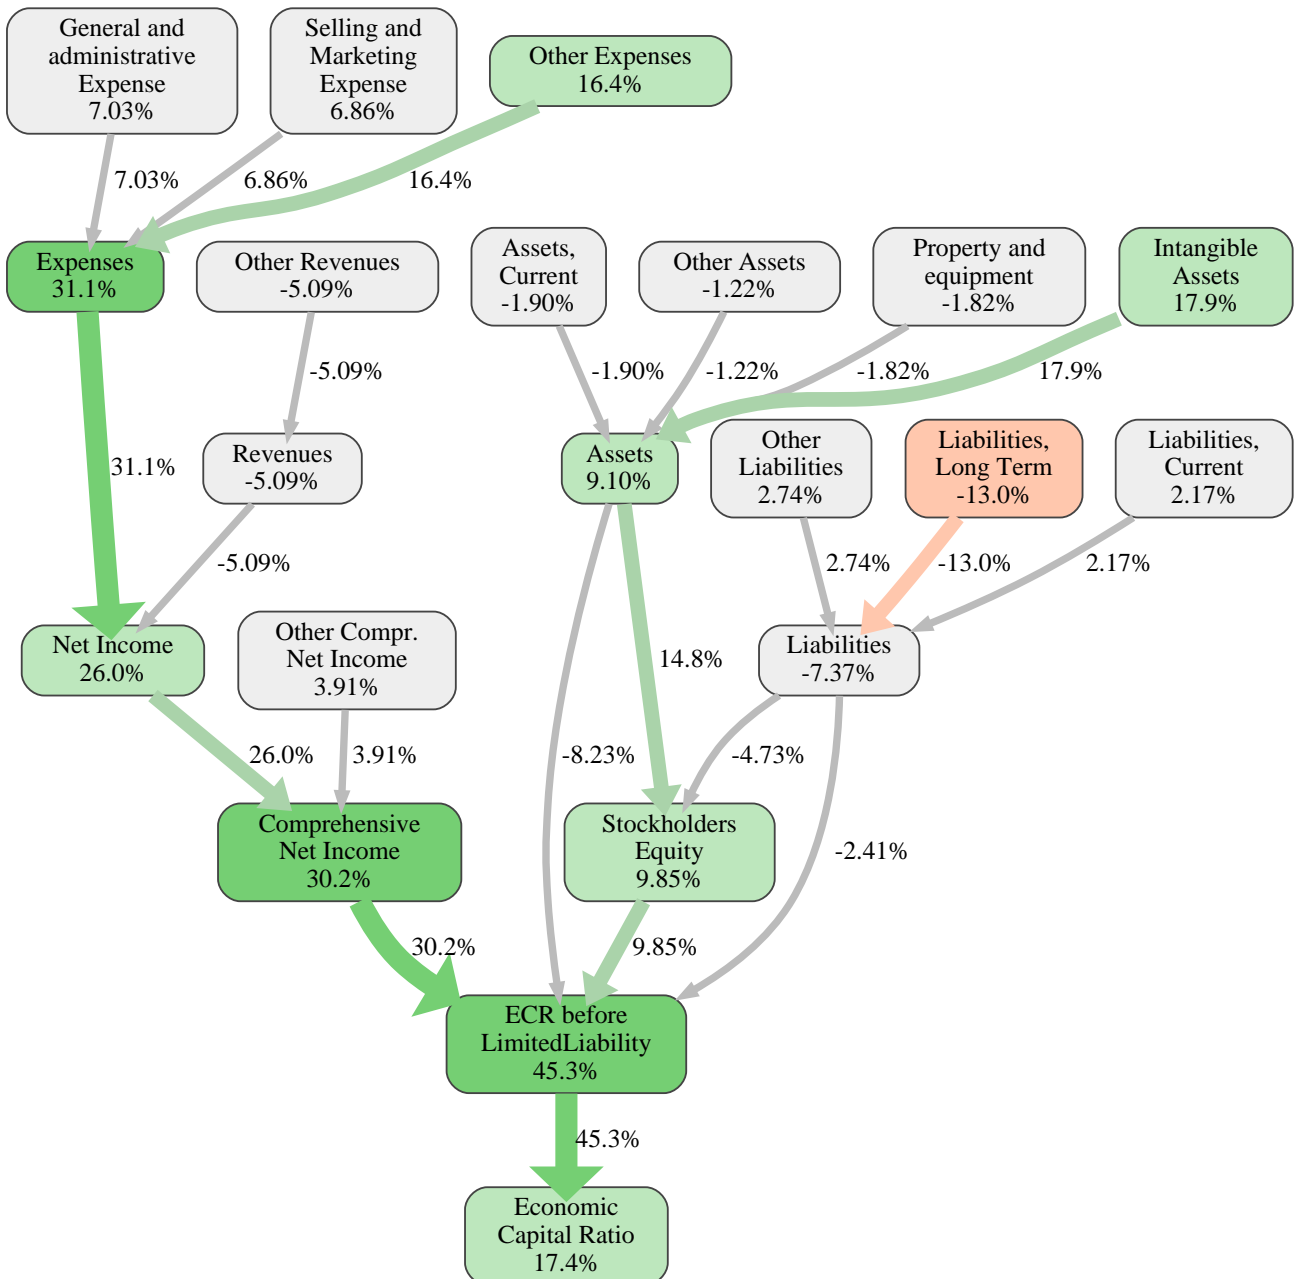 General and
administrative
Expense
7.03%
Selling and
Marketing
Expense
6.86%
Other Expenses
16.4%
7.03%
6.86%
16.4%
Expenses
31.1%
Other Revenues
-5.09%
Assets,
Current
-1.90%
Other Assets
-1.22%
Property and
equipment
-1.82%
Intangible
Assets
17.9%
-5.09%
-1.90%
-1.22%
-1.82%
17.9%
31.1%
Revenues
-5.09%
Assets
9.10%
Other
Liabilities
2.74%
Liabilities,
Long Term
-13.0%
Liabilities,
Current
2.17%
-5.09%
2.74%
-13.0%
2.17%
Net Income
26.0%
Other Compr.
Net Income
3.91%
14.8%
Liabilities
-7.37%
26.0%
3.91%
-8.23%
-4.73%
Comprehensive
Net Income
30.2%
Stockholders
Equity
9.85%
-2.41%
30.2%
9.85%
ECR before
LimitedLiability
45.3%
45.3%
Economic
Capital Ratio
17.4%